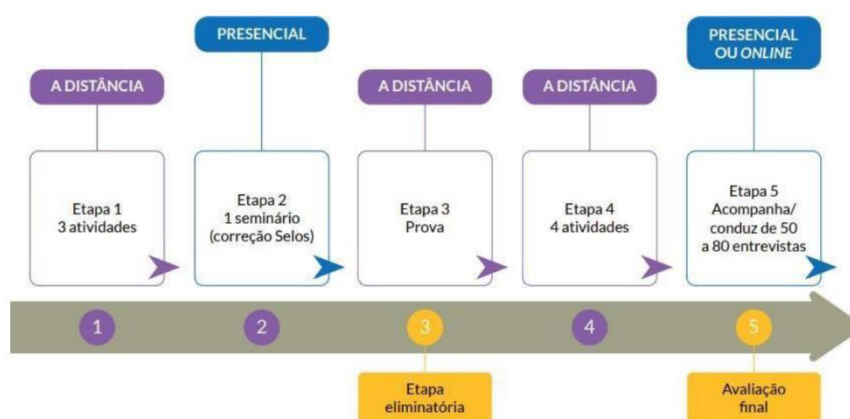 PRESENCIAL
PRESENCIAL
OU ONLINE
A DISTÂNCIA
A DISTÂNCIA
A DISTÂNCIA
Etapa 1
3 atividades
Etapa 2
1 seminário
(correção Selos)
Etapa 3
Prova
Etapa 4
4 atividades
Etapa 5
Acompanha/
conduz de 50
a 80 entrevistas
1
2
3
4
5
Etapa
eliminatória
Avaliação
final